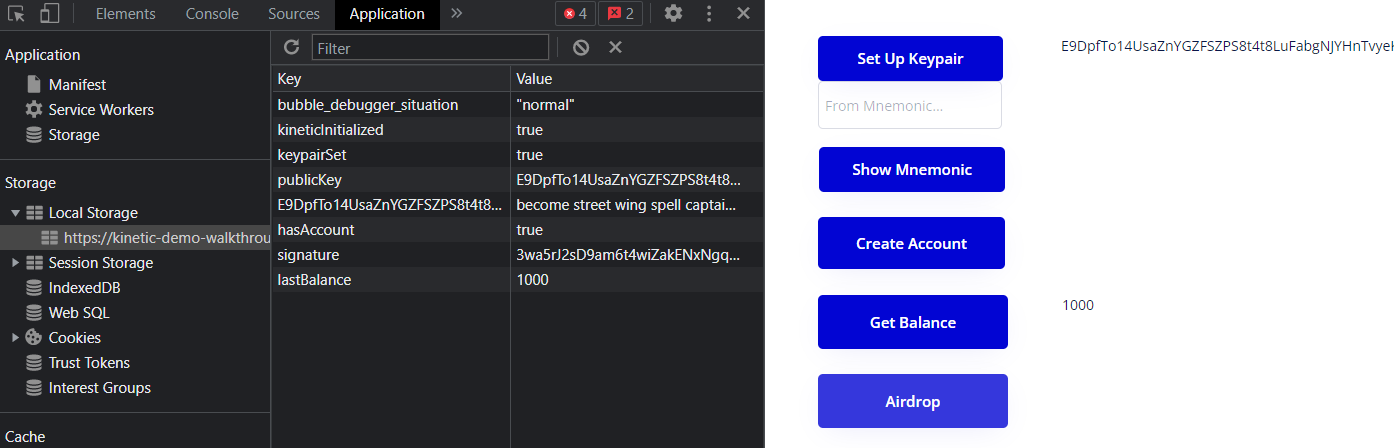 Elements Console Sources Application 4 2
Application
Manifest
Service Workers
Storage
Storage
Local Storage
https://kinetic-demo-walkthrou
Session Storage
IndexedDB
Web SQL
Cookies
Trust Tokens
Interest Groups
Cache
Filter
Key Value
bubble_debugger_situation "normal"
kineticInitialized true
keypairSet true
publicKey E9DpfTo14UsaZnYGZFSZPS8t4t8...
E9DpfTo14UsaZnYGZFSZPS8t4t8... become street wing spell captai...
hasAccount true
signature 3wa5rJ2sD9am6t4wiZakENxNgq...
lastBalance 1000
Set Up Keypair E9DpfTo14UsaZnYGZFSZPS8t4t8LuFabgNJYHnTvyeH
From Mnemonic...
Show Mnemonic
Create Account
Get Balance 1000
Airdrop